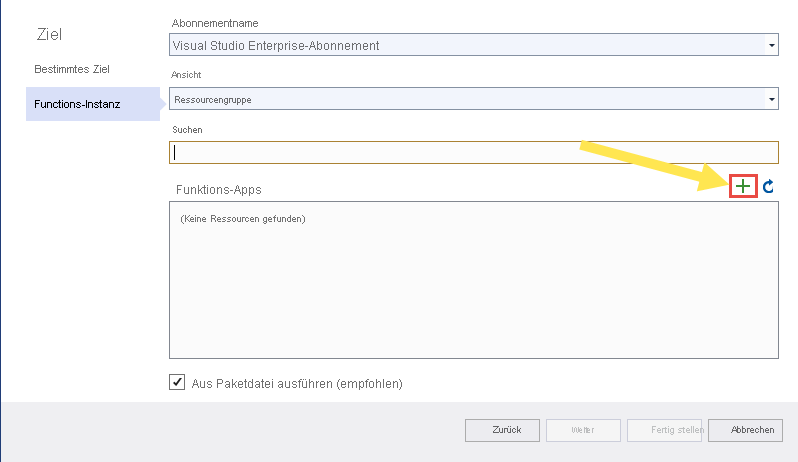 Ziel
Bestimmtes Ziel
Functions-Instanz
Abonnementname
Visual Studio Enterprise-Abonnement
Ansicht
Ressourcengruppe
Suchen
Funktions-Apps
(Keine Ressourcen gefunden)
Aus Paketdatei ausführen (empfohlen)
Zurück
Weiter
Fertig stellen
Abbrechen